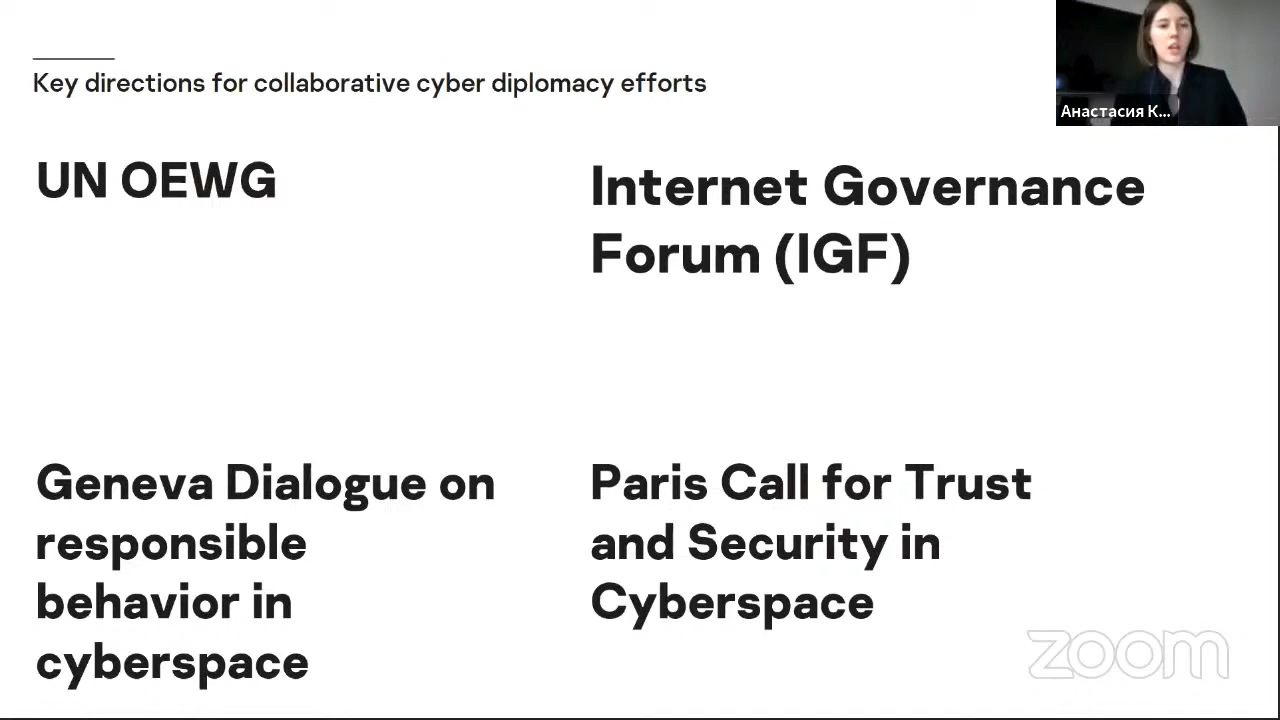 Key directions for collaborative cyber diplomacy efforts
Анастасия К...
UN OEWG
Internet Governance
Forum (IGF)
Geneva Dialogue on
responsible
behavior in
cyberspace
Paris Call for Trust
and Security in
Cyberspace
zoom